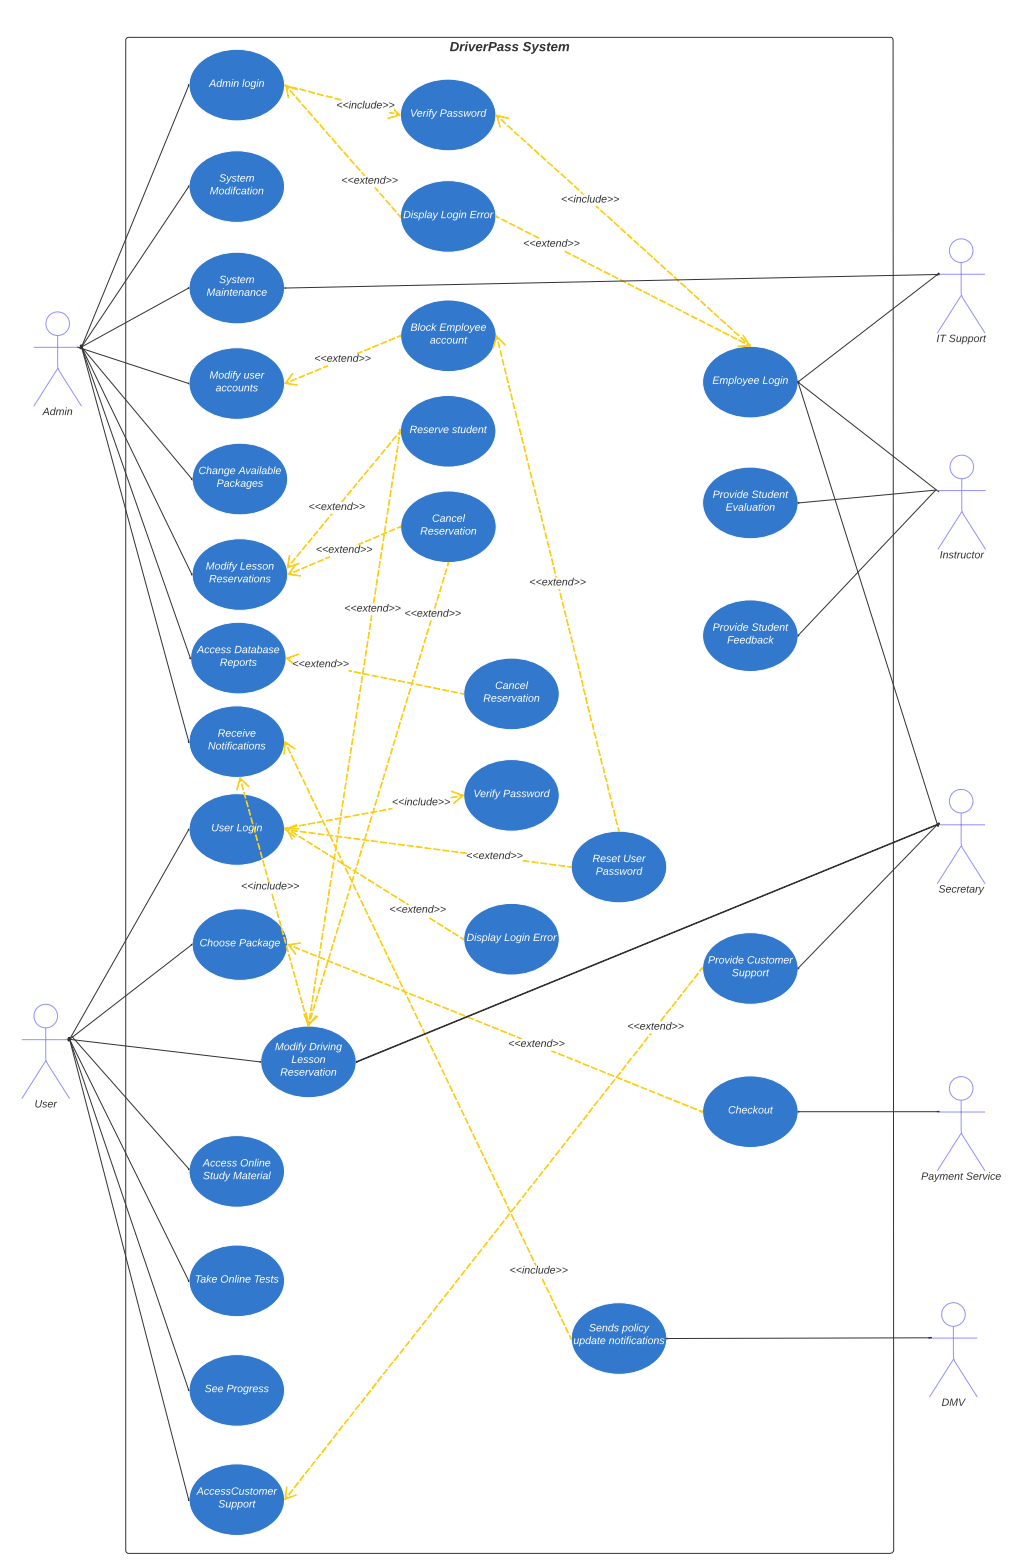 DriverPass System
Admin login
<<include>>
Verify Password
<<extend>>
System
Modifcation
<<include>>
Display Login Error
<<extend>>
System
Maintenance
IT Support
Block Employee
account
<<extend>>
Modify user
accounts
Employee Login
Admin
Reserve student
Change Available
Packages
Provide Student
Evaluation
<<extend>>
Cancel
Reservation
<<extend>>
Instructor
Modify Lesson
Reservations
<<extend>>
<<extend>>
<<extend>>
Provide Student
Feedback
Access Database
Reports
<<extend>>
Cancel
Reservation
Receive
Notifications
Verify Password
<<include>>
User Login
<<extend>>
Reset User
Password
<<include>>
Secretary
<<extend>>
Display Login Error
Choose Package
Provide Customer
Support
<<extend>>
<<extend>>
Modify Driving
Lesson
Reservation
User
Checkout
Access Online
Study Material
Payment Service
<<include>>
Take Online Tests
Sends policy
update notifications
See Progress
DMV
AccessCustomer
Support